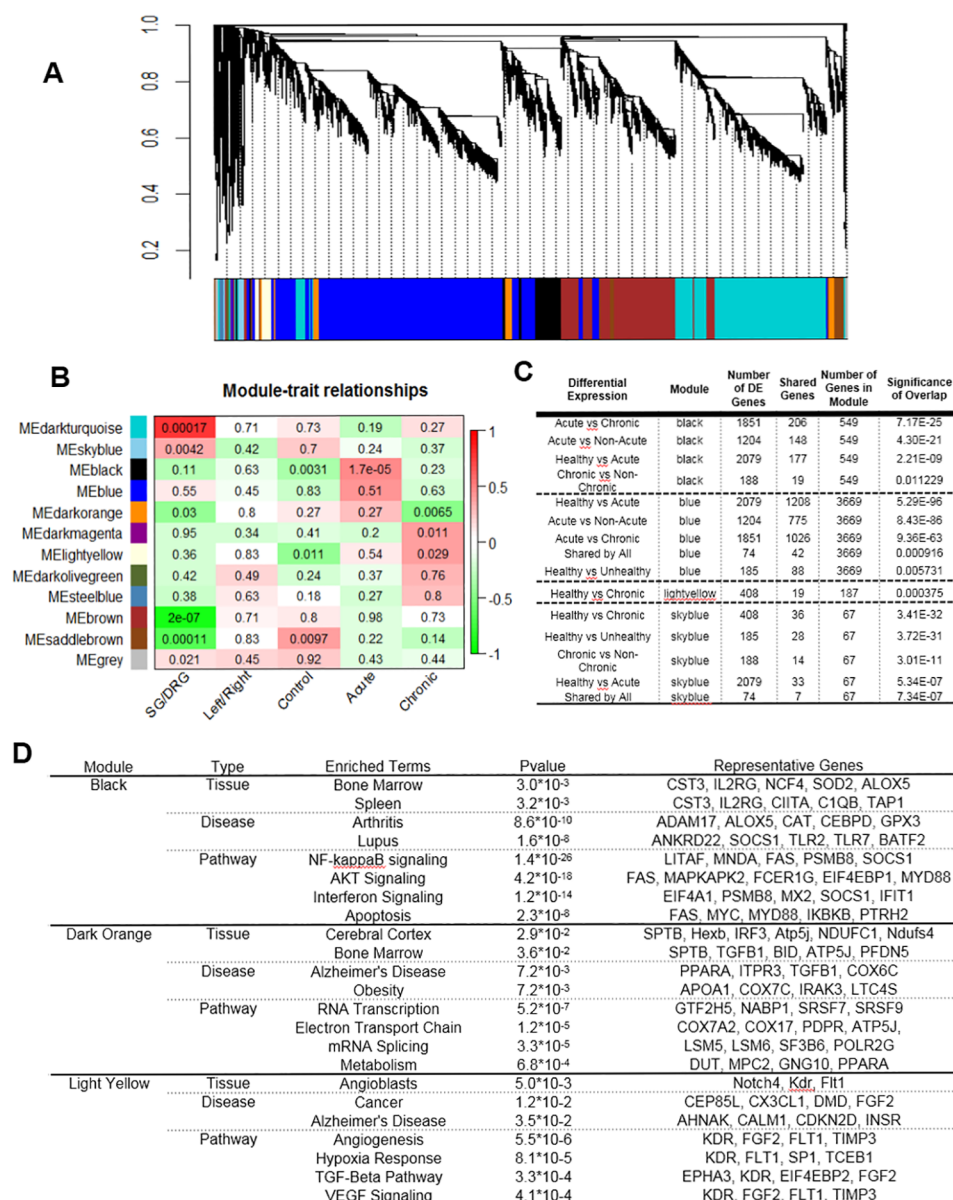 A
1.0
0.8
0.6
0.4
0.2
B
Module-trait relationships
MEdarkturquoise 0.00017 0.71 0.73 0.19 0.27
MEskyblue 0.0042 0.42 0.7 0.24 0.37
MEblack 0.11 0.63 0.0031 1.7e-05 0.23
MEblue 0.55 0.45 0.83 0.51 0.63
MEdarkorange 0.03 0.8 0.27 0.27 0.0065
MEdarkmagenta 0.95 0.34 0.41 0.2 0.011
MElightyellow 0.36 0.83 0.011 0.54 0.029
MEdarkolivegreen 0.42 0.49 0.24 0.37 0.76
MEsteelblue 0.38 0.63 0.18 0.27 0.8
MEbrown 2e-07 0.71 0.8 0.98 0.73
MEsaddlebrown 0.00011 0.83 0.0097 0.22 0.14
MEgrey 0.021 0.45 0.92 0.43 0.44
SG/DRG Left/Right Control Acute Chronic
1
0.5
0
-0.5
-1
C
Differential Expression Module Number of DE Genes Shared Genes Number of Genes in Module Significance of Overlap
Acute vs Chronic black 1851 206 549 7.17E-25
Acute vs Non-Acute black 1204 148 549 4.30E-21
Healthy vs Acute black 2079 177 549 2.21E-09
Chronic vs Non-Chronic black 188 19 549 0.011229
Healthy vs Acute blue 2079 1208 3669 5.29E-96
Acute vs Non-Acute blue 1204 775 3669 8.43E-86
Acute vs Chronic blue 1851 1026 3669 9.36E-63
Shared by All blue 74 42 3669 0.000916
Healthy vs Unhealthy blue 185 88 3669 0.005731
Healthy vs Chronic lightyellow 408 19 187 0.000375
Healthy vs Chronic skyblue 408 36 67 3.41E-32
Healthy vs Unhealthy skyblue 185 28 67 3.72E-31
Chronic vs Non-Chronic skyblue 188 14 67 3.01E-11
Healthy vs Acute skyblue 2079 33 67 5.34E-07
Shared by All skyblue 74 7 67 7.34E-07
D
Module Type Enriched Terms Pvalue Representative Genes
Black Tissue Bone Marrow 3.0*10-3 CST3, IL2RG, NCF4, SOD2, ALOX5
Spleen 3.2*10-3 CST3, IL2RG, CIITA, C1QB, TAP1
Disease Arthritis 8.6*10-10 ADAM17, ALOX5, CAT, CEBPD, GPX3
Lupus 1.6*10-8 ANKRD22, SOCS1, TLR2, TLR7, BATF2
Pathway NF-kappaB signaling 1.4*10-26 LITAF, MNDA, FAS, PSMB8, SOCS1
AKT Signaling 4.2*10-18 FAS, MAPKAPK2, FCER1G, EIF4EBP1, MYD88
Interferon Signaling 1.2*10-14 EIF4A1, PSMB8, MX2, SOCS1, IFIT1
Apoptosis 2.3*10-8 FAS, MYC, MYD88, IKBKB, PTRH2
Dark Orange Tissue Cerebral Cortex 2.9*10-2 SPTB, Hexb, IRF3, Atp5j, NDUFC1, Ndufs4
Bone Marrow 3.6*10-2 SPTB, TGFB1, BID, ATP5J, PFDN5
Disease Alzheimer's Disease 7.2*10-3 PPARA, ITPR3, TGFB1, COX6C
Obesity 7.2*10-3 APOA1, COX7C, IRAK3, LTC4S
Pathway RNA Transcription 5.2*10-7 GTF2H5, NABP1, SRSF7, SRSF9
Electron Transport Chain 1.2*10-5 COX7A2, COX17, PDPR, ATP5J,
mRNA Splicing 3.3*10-5 LSM5, LSM6, SF3B6, POLR2G
Metabolism 6.8*10-4 DUT, MPC2, GNG10, PPARA
Light Yellow Tissue Angioblasts 5.0*10-3 Notch4, Kdr, Flt1
Disease Cancer 1.2*10-2 CEP85L, CX3CL1, DMD, FGF2
Alzheimer's Disease 3.5*10-2 AHNAK, CALM1, CDKN2D, INSR
Pathway Angiogenesis 5.5*10-6 KDR, FGF2, FLT1, TIMP3
Hypoxia Response 8.1*10-5 KDR, FLT1, SP1, TCEB1
TGF-Beta Pathway 3.3*10-4 EPHA3, KDR, EIF4EBP2, FGF2
VEGF Signaling 4.1*10-4 KDR, FGF2, FLT1, TIMP3